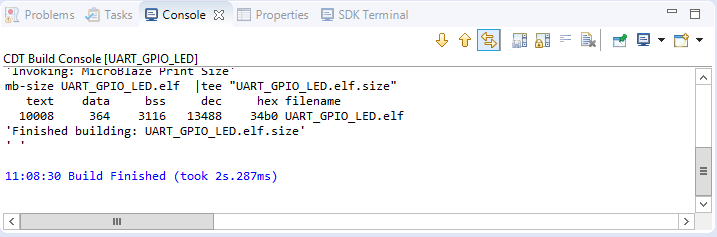 Problems Tasks Console Properties SDK Terminal
CDT Build Console [UART_GPIO_LED]
'Invoking: MicroBlaze Print Size'
mb-size UART_GPIO_LED.elf |tee "UART_GPIO_LED.elf.size"
text data bss dec hex filename
10008 364 3116 13488 34b0 UART_GPIO_LED.elf
'Finished building: UART_GPIO_LED.elf.size'
' '
11:08:30 Build Finished (took 2s.287ms)